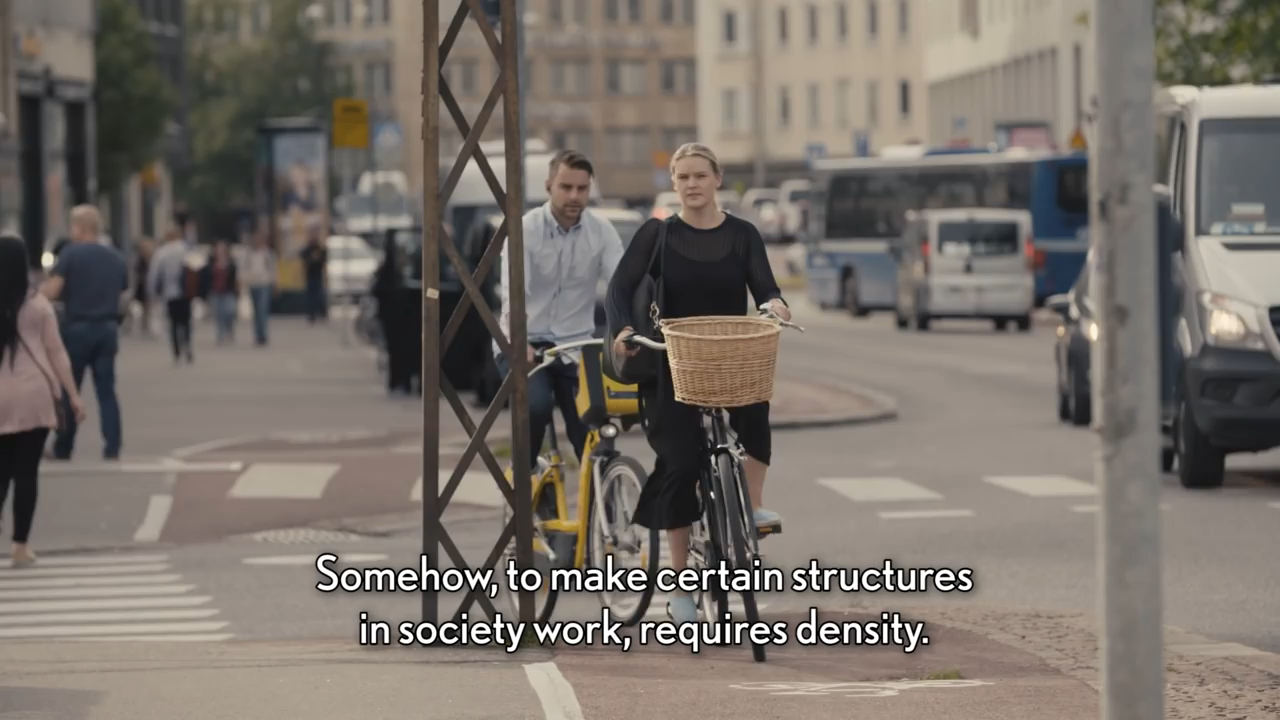 Somehow, to make certain structures
in society work, requires density.